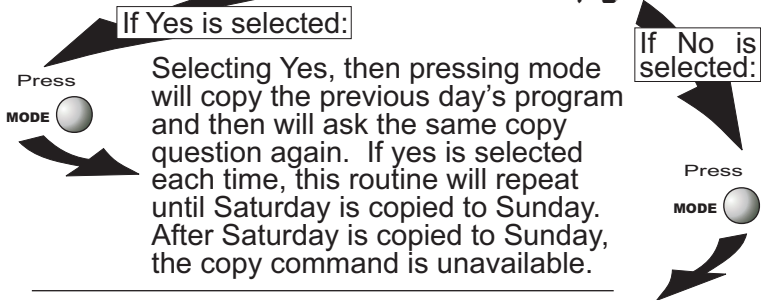 If Yes is selected:
If No is
selected:
Press
MODE
Selecting Yes, then pressing mode
will copy the previous day's program
and then will ask the same copy
question again. If yes is selected
each time, this routine will repeat
until Saturday is copied to Sunday.
After Saturday is copied to Sunday,
the copy command is unavailable.
Press
MODE